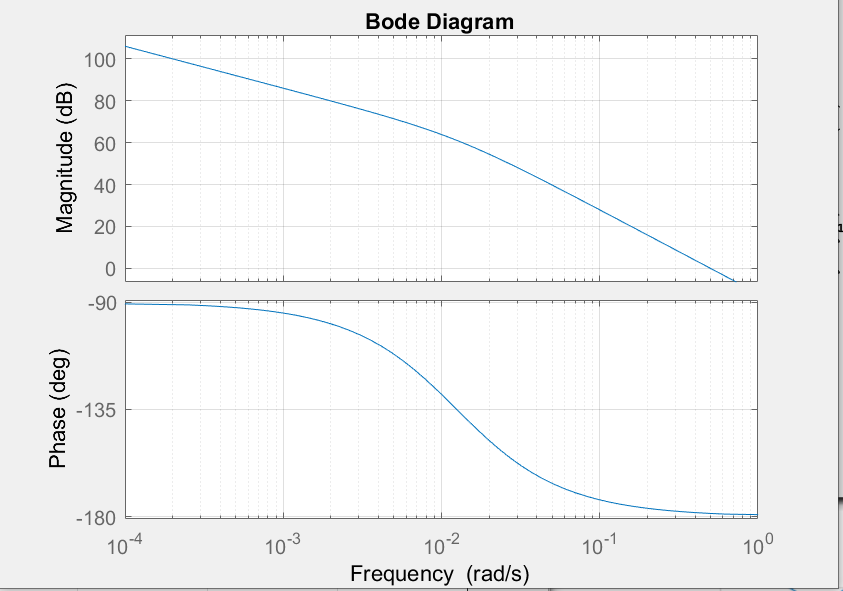 Bode Diagram
Magnitude (dB)
100
80
60
40
20
0
Phase (deg)
-90
-135
-180
10^-4 10^-3 10^-2 10^-1 10^0
Frequency (rad/s)